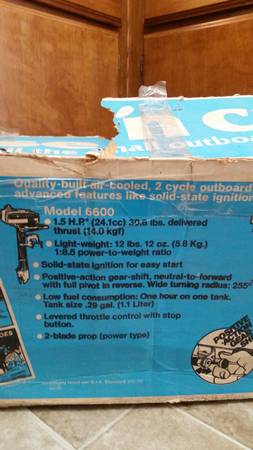 'n c
outboa
Quality-built air-cooled, 2 cycle outboard
advanced features like solid-state ignition
Model 6600
• 1.5 H.P.* (24.1cc) 30.8 lbs. delivered
thrust (14.0 kgf)
• Light-weight: 12 lbs. 12 oz. (5.8 Kg.)
1:8.5 power-to-weight ratio
• Solid-state ignition for easy start
• Positive-action gear-shift, neutral-to-forward
with full pivot in reverse. Wide turning radius: 255°
• Low fuel consumption: One hour on one tank.
Tank size .29 gal. (1.1 Liter)
• Levered throttle control with stop
button.
• 2-blade prop (power type)